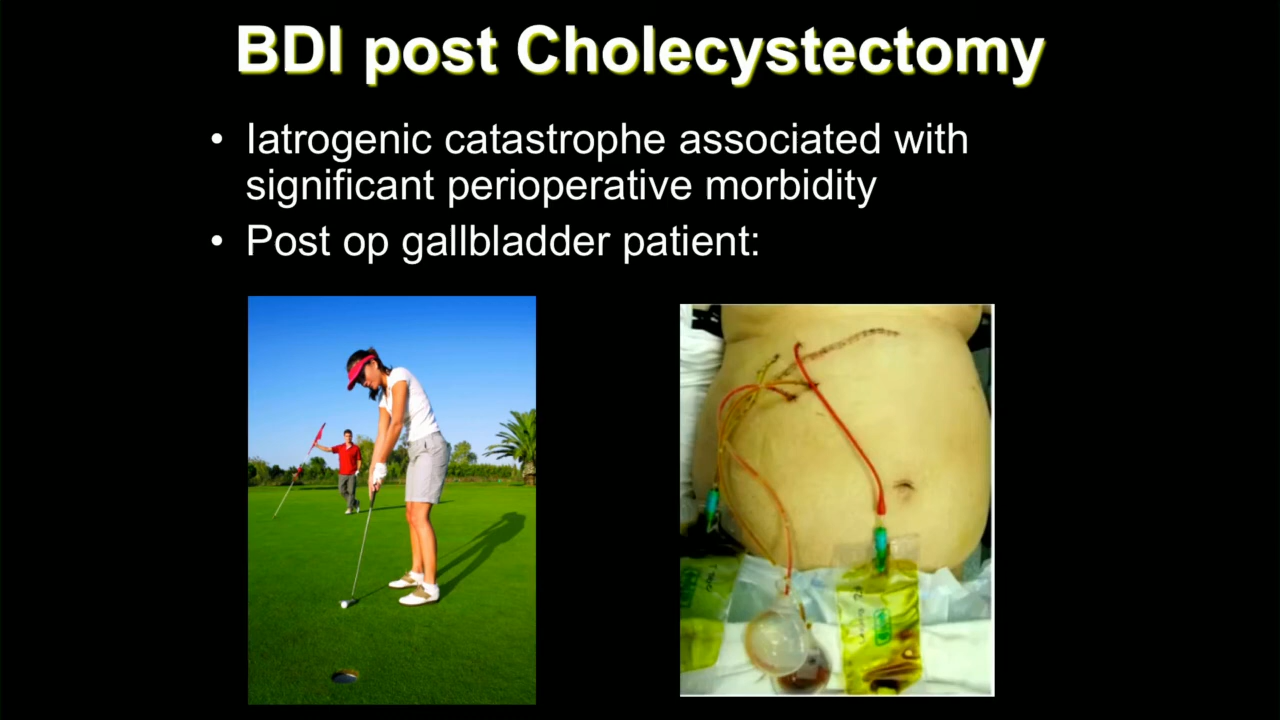 BDI post Cholecystectomy
• Iatrogenic catastrophe associated with
significant perioperative morbidity
• Post op gallbladder patient: